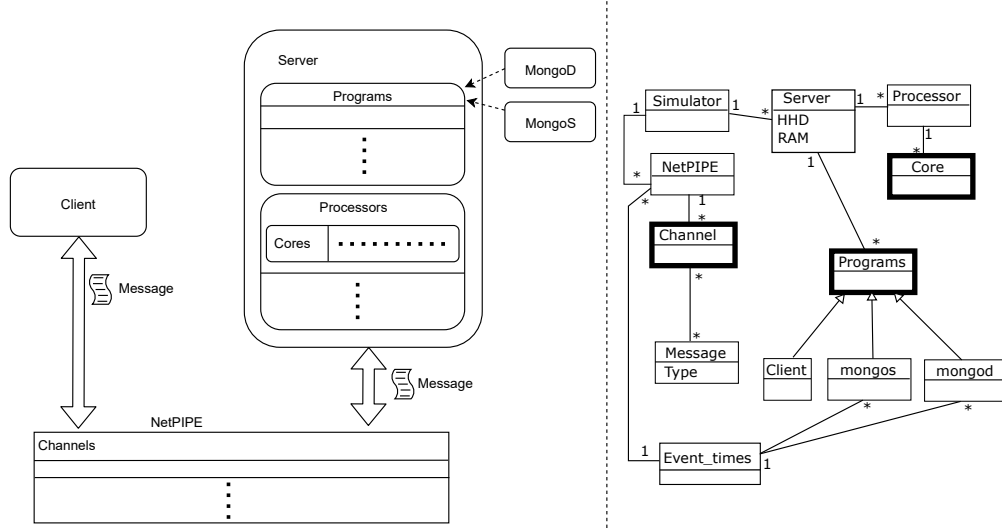 Server
MongoD
MongoS
Programs
Processors
Cores
Client
Message
Message
NetPIPE
Channels
Simulator
1
1
*
Server
HHD
RAM
1
1
*
Processor
1
*
Core
*
NetPIPE
*
1
*
Channel
*
*
Message
Type
*
Programs
Client
mongos
*
mongod
*
1
Event_times
1